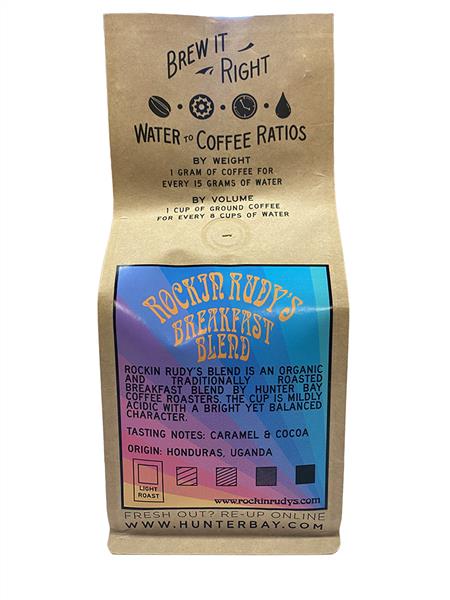 BREW IT
RIGHT
WATER TO COFFEE RATIOS
BY WEIGHT
1 GRAM OF COFFEE FOR
EVERY 15 GRAMS OF WATER
BY VOLUME
1 CUP OF GROUND COFFEE
FOR EVERY 8 CUPS OF WATER
ROCKIN RUDY'S
BREAKFAST
BLEND
ROCKIN RUDY'S BLEND IS AN ORGANIC
AND TRADITIONALLY ROASTED
BREAKFAST BLEND BY HUNTER BAY
COFFEE ROASTERS. THE CUP IS MILDLY
ACIDIC WITH A BRIGHT YET BALANCED
CHARACTER.
TASTING NOTES: CARAMEL & COCOA
ORIGIN: HONDURAS, UGANDA
LIGHT
ROAST
www.rockinrudys.com
FRESH OUT? RE-UP ONLINE
WWW.HUNTERBAY.COM